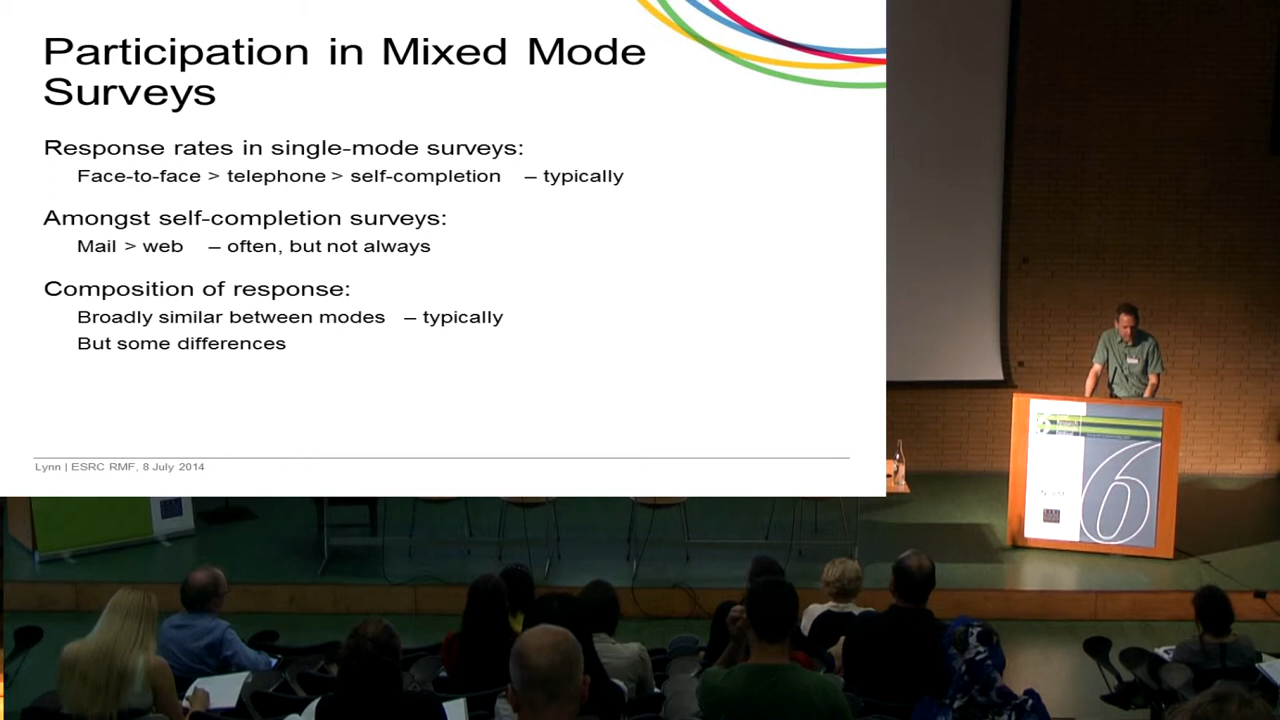 Participation in Mixed Mode
Surveys
Response rates in single-mode surveys:
Face-to-face > telephone > self-completion – typically
Amongst self-completion surveys:
Mail > web – often, but not always
Composition of response:
Broadly similar between modes – typically
But some differences
Lynn | ESRC RMF, 8 July 2014
6